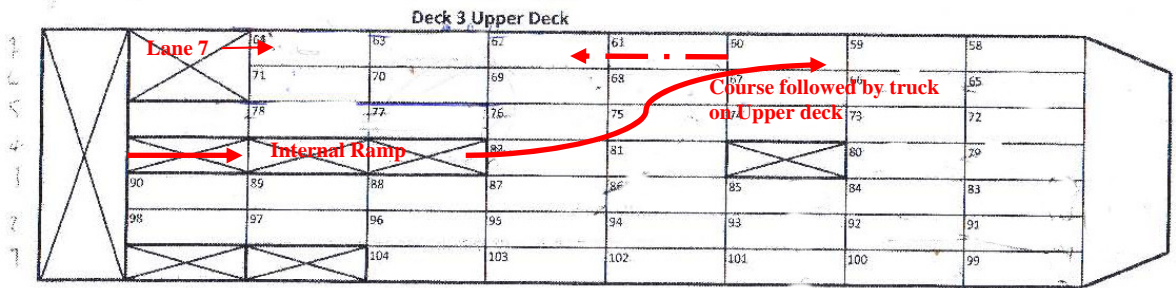 Deck 3 Upper Deck
Lane 7
64 63 62 61 60 59 58
71 70 69 68 67 66 65
Course followed by truck
on Upper deck
78 77 76 75 74 73 72
Internal Ramp
82 81 80 79
90 89 88 87 86 85 84 83
2
98 97 96 95 94 93 92 91
104 103 102 101 100 99